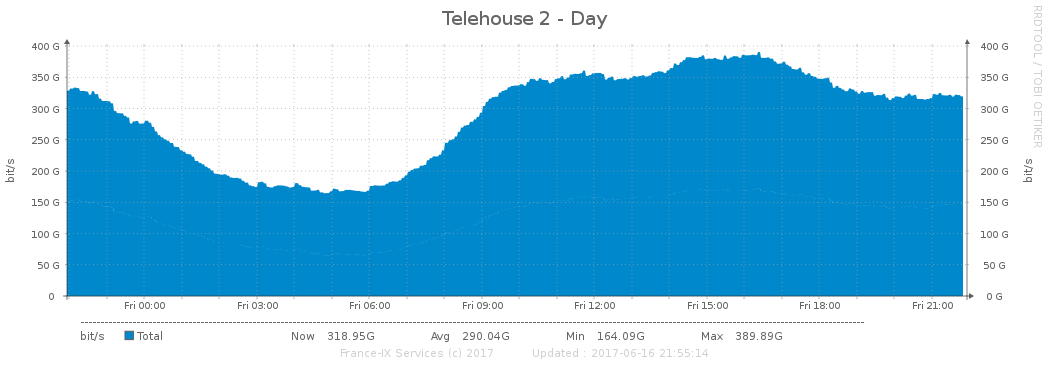 Telehouse 2 - Day
RRDTOOL / TOBI OETIKER
bit/s
400 G 400 G
350 G 350 G
300 G 300 G
250 G 250 G
200 G 200 G
150 G 150 G
100 G 100 G
50 G 50 G
0 0 G
bit/s
Fri 00:00 Fri 03:00 Fri 06:00 Fri 09:00 Fri 12:00 Fri 15:00 Fri 18:00 Fri 21:00
bit/s Total Now 318.95G Avg 290.04G Min 164.09G Max 389.89G
France-IX Services (c) 2017 Updated : 2017-06-16 21:55:14